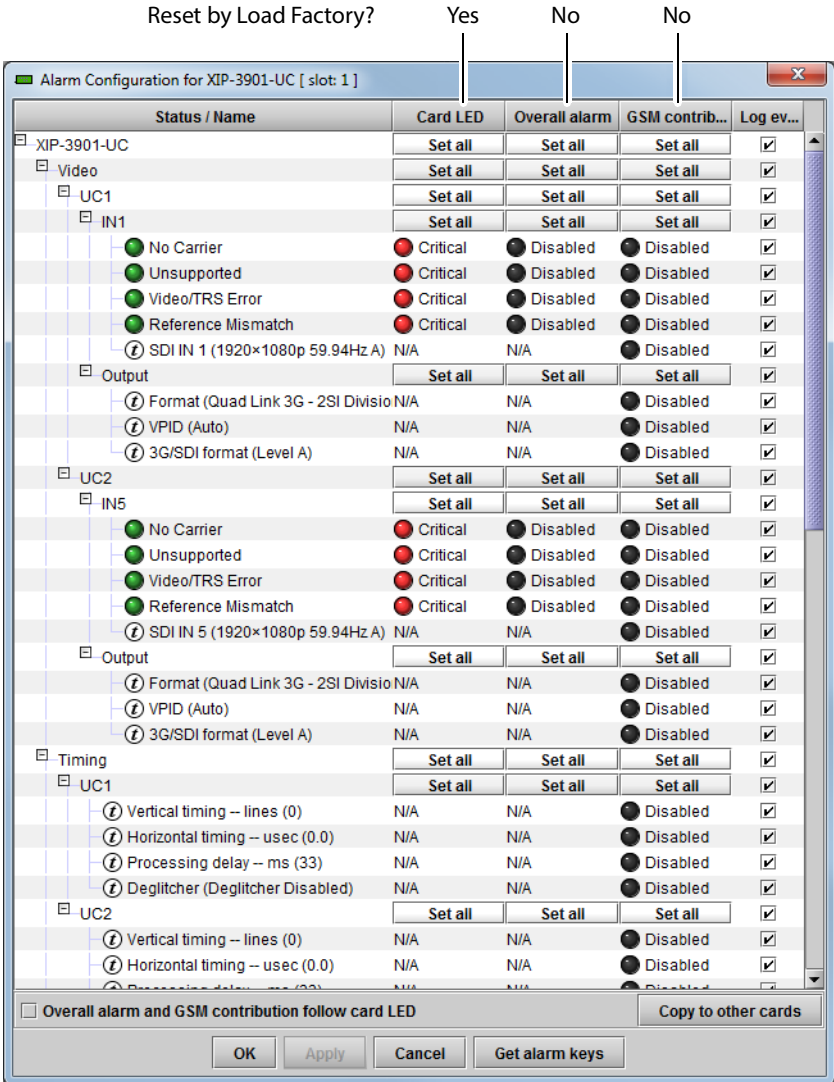 Reset by Load Factory? Yes No No
Alarm Configuration for XIP-3901-UC [ slot: 1 ]
Status / Name Card LED Overall alarm GSM contrib... Log ev...
XIP-3901-UC Set all Set all Set all
Video Set all Set all Set all
UC1 Set all Set all Set all
IN1 Set all Set all Set all
No Carrier Critical Disabled Disabled
Unsupported Critical Disabled Disabled
Video/TRS Error Critical Disabled Disabled
Reference Mismatch Critical Disabled Disabled
t SDI IN 1 (1920×1080p 59.94Hz A) N/A N/A Disabled
Output Set all Set all Set all
t Format (Quad Link 3G - 2SI Divisio N/A N/A Disabled
t VPID (Auto) N/A N/A Disabled
t 3G/SDI format (Level A) N/A N/A Disabled
UC2 Set all Set all Set all
IN5 Set all Set all Set all
No Carrier Critical Disabled Disabled
Unsupported Critical Disabled Disabled
Video/TRS Error Critical Disabled Disabled
Reference Mismatch Critical Disabled Disabled
t SDI IN 5 (1920×1080p 59.94Hz A) N/A N/A Disabled
Output Set all Set all Set all
t Format (Quad Link 3G - 2SI Divisio N/A N/A Disabled
t VPID (Auto) N/A N/A Disabled
t 3G/SDI format (Level A) N/A N/A Disabled
Timing Set all Set all Set all
UC1 Set all Set all Set all
t Vertical timing -- lines (0) N/A N/A Disabled
t Horizontal timing -- usec (0.0) N/A N/A Disabled
t Processing delay -- ms (33) N/A N/A Disabled
t Deglitcher (Deglitcher Disabled) N/A N/A Disabled
UC2 Set all Set all Set all
t Vertical timing -- lines (0) N/A N/A Disabled
t Horizontal timing -- usec (0.0) N/A N/A Disabled
Overall alarm and GSM contribution follow card LED Copy to other cards
OK Apply Cancel Get alarm keys